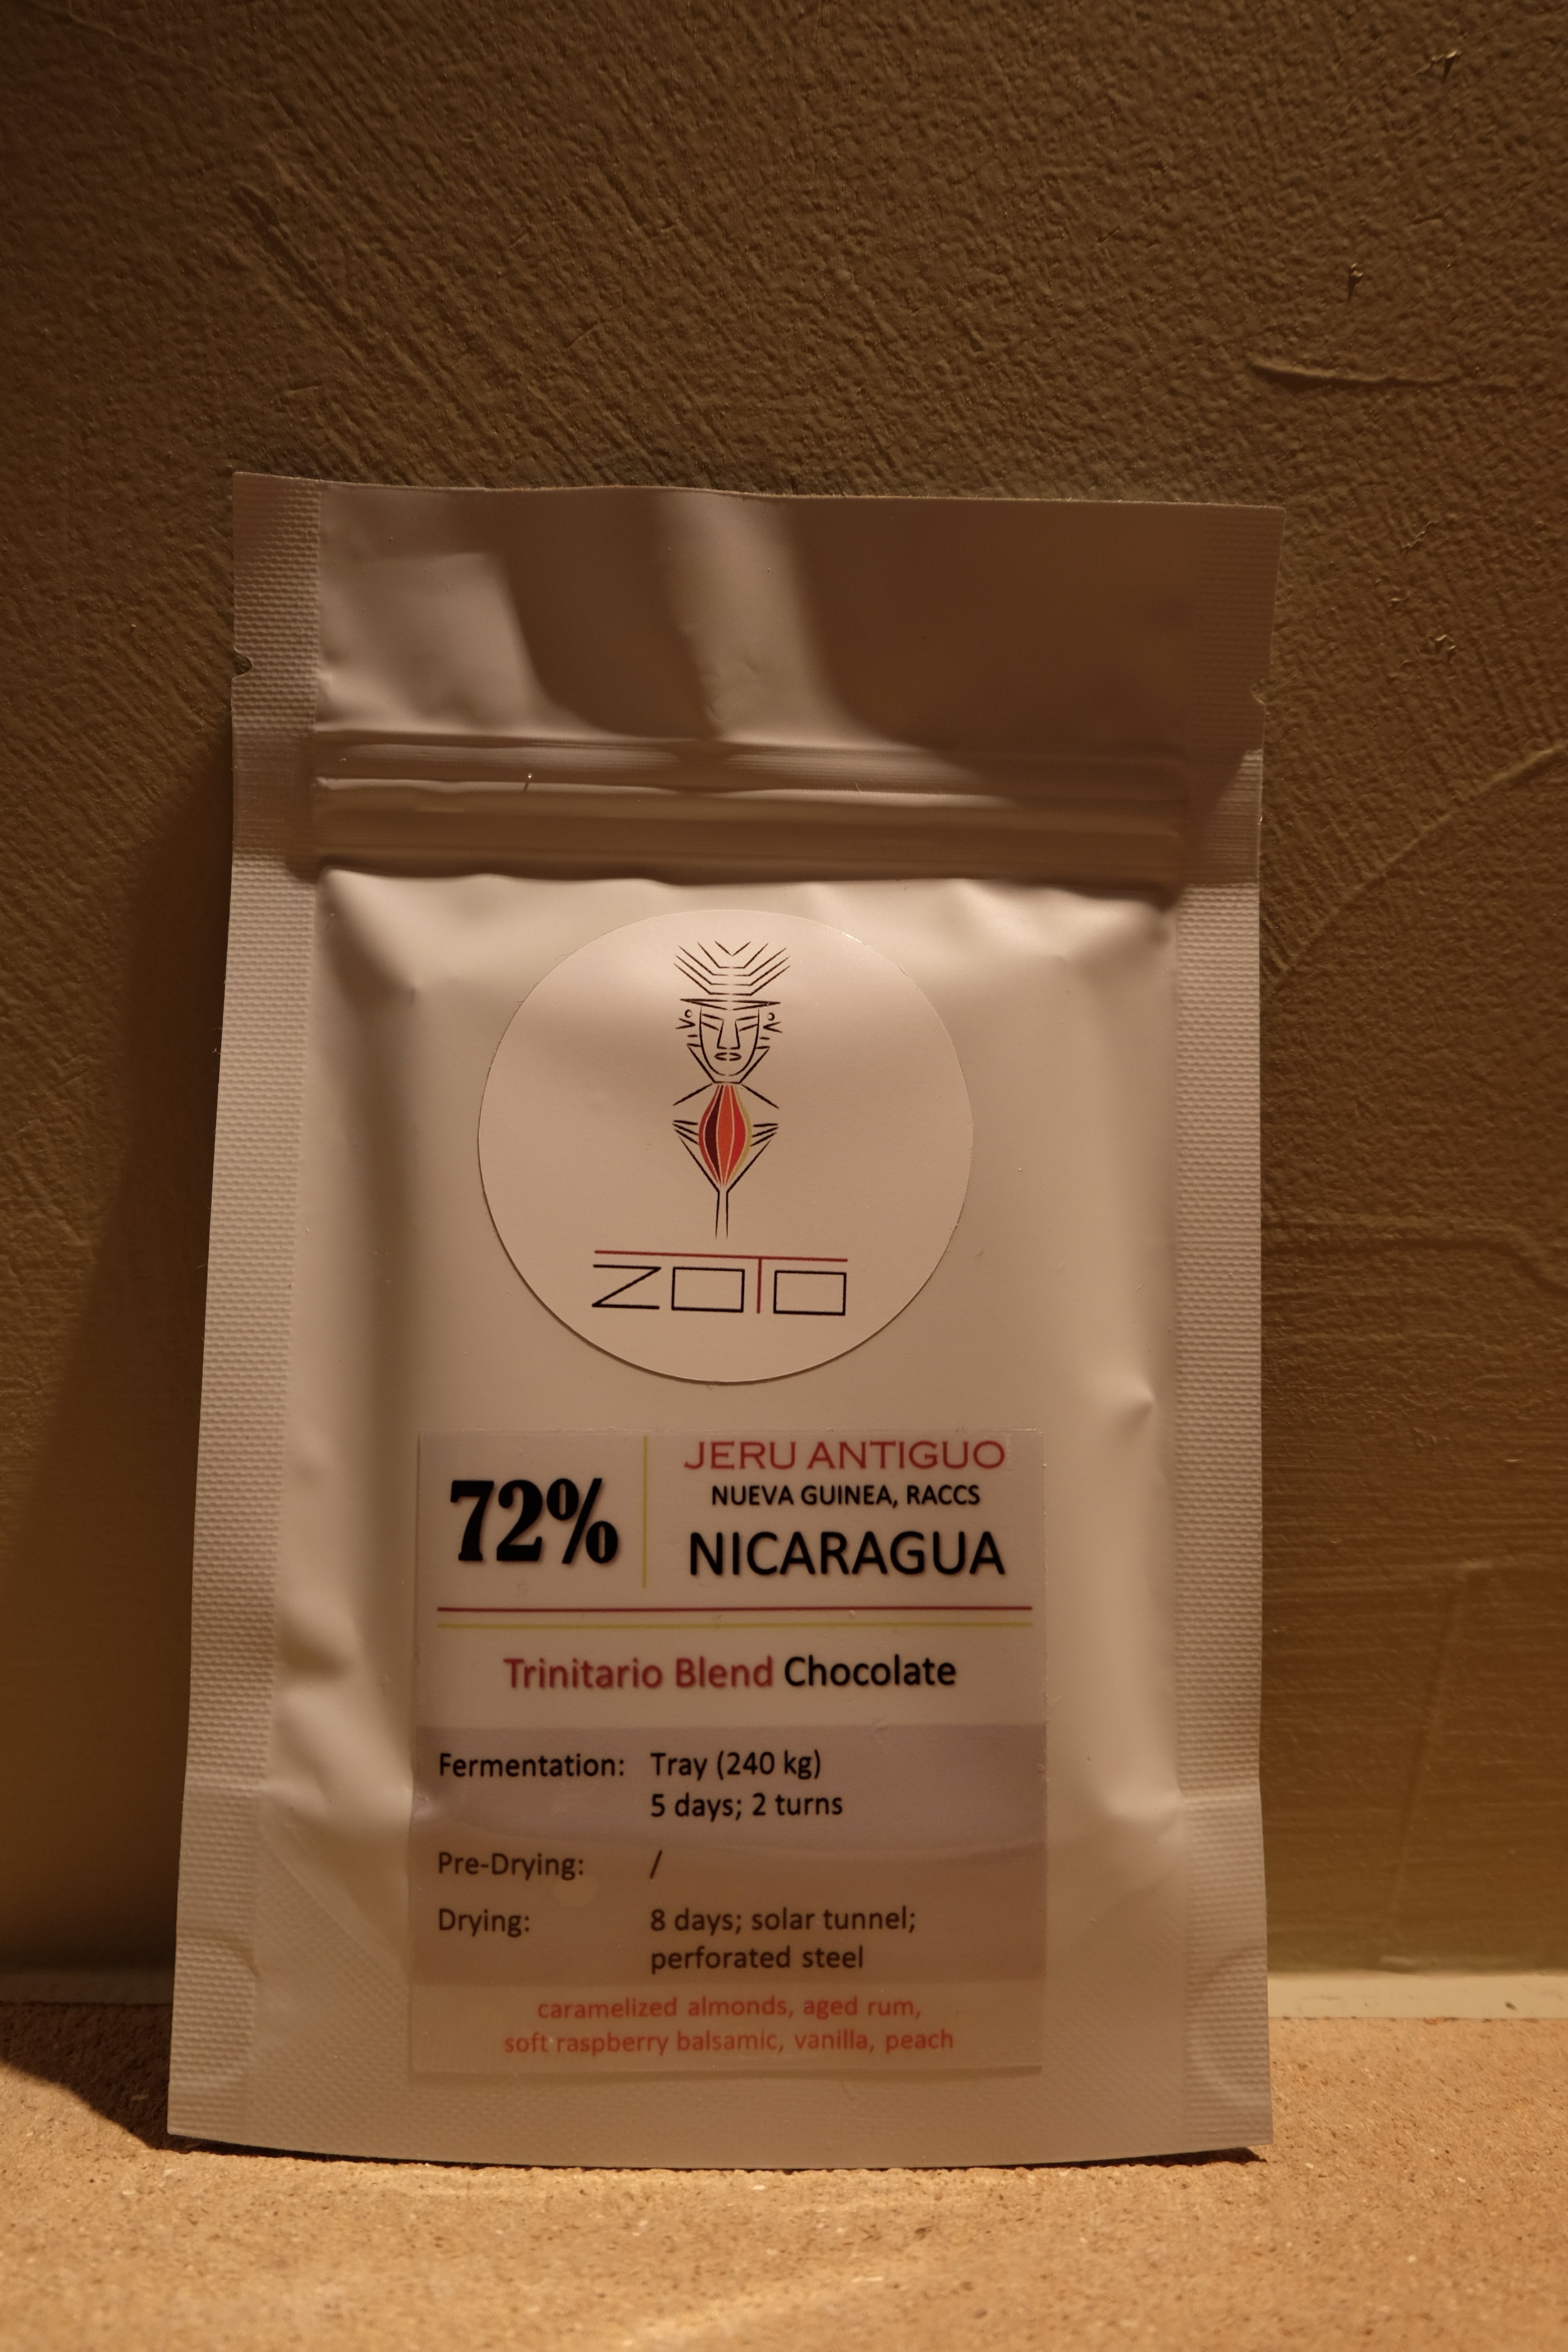 ZOTO
72%
JERU ANTIGUO
NUEVA GUINEA, RACCS
NICARAGUA
Trinitario Blend Chocolate
Fermentation: Tray (240 kg)
5 days; 2 turns
Pre-Drying: /
Drying: 8 days; solar tunnel;
perforated steel
caramelized almonds, aged rum,
soft raspberry balsamic, vanilla, peach